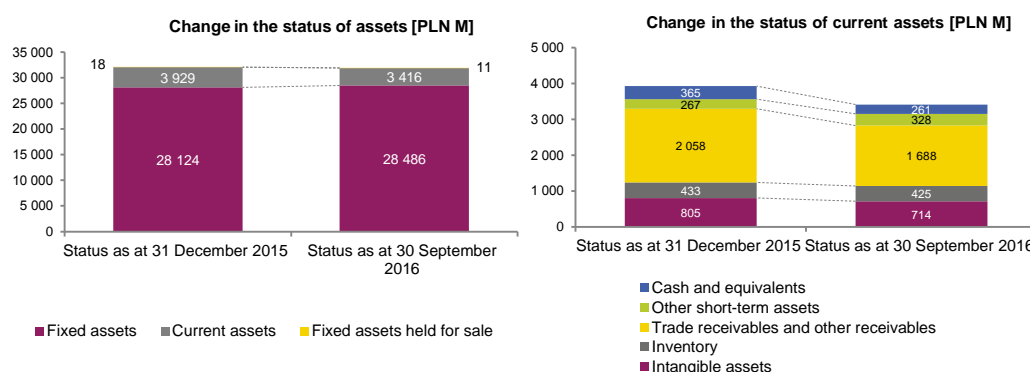 Change in the status of assets [PLN M]
35 000
30 000
25 000
20 000
15 000
10 000
5 000
0
18
3 929
28 124
3 416
11
28 486
Status as at 31 December 2015
Status as at 30 September
2016
Fixed assets
Current assets
Fixed assets held for sale
Change in the status of current assets [PLN M]
5 000
4 000
3 000
2 000
1 000
0
365
267
2 058
433
805
261
328
1 688
425
714
Status as at 31 December 2015
Status as at 30 September 2016
Cash and equivalents
Other short-term assets
Trade receivables and other receivables
Inventory
Intangible assets